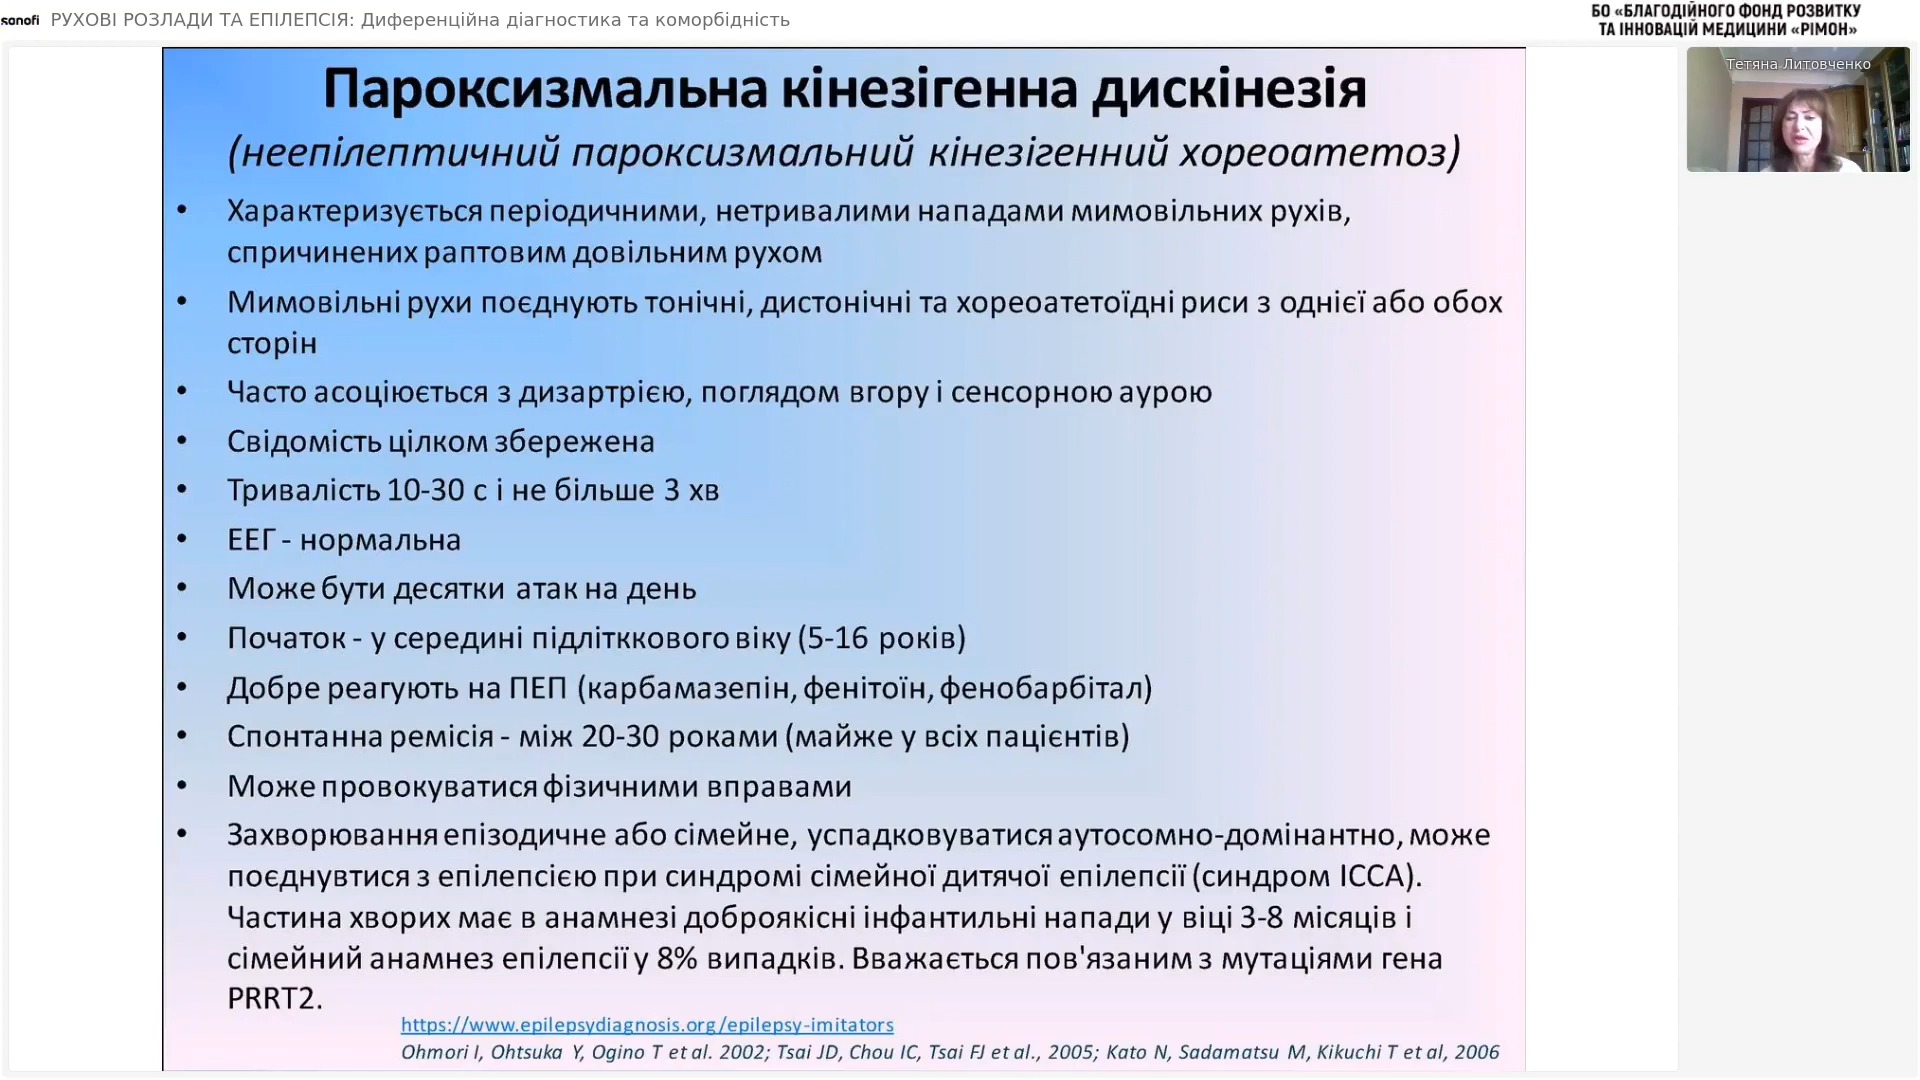 sanofi РУХОВІ РОЗЛАДИ ТА ЕПІЛЕПСІЯ: Диференційна діагностика та коморбідність
БО «БЛАГОДІЙНОГО ФОНД РОЗВИТКУ
ТА ІННОВАЦІЙ МЕДИЦИНИ «РІМОН»
Тетяна Литовченко
Пароксизмальна кінезігенна дискінезія
(неепілептичний пароксизмальний кінезігенний хореоатетоз)
• Характеризується періодичними, нетривалими нападами мимовільних рухів,
спричинених раптовим довільним рухом
• Мимовільні рухи поєднують тонічні, дистонічні та хореоатетоїдні риси з однієї або обох
сторін
• Часто асоціюється з дизартрією, поглядом вгору і сенсорною аурою
• Свідомість цілком збережена
• Тривалість 10-30 с і не більше 3 хв
• ЕЕГ - нормальна
• Може бути десятки атак на день
• Початок - у середині підлітккового віку (5-16 років)
• Добре реагують на ПЕП (карбамазепін, фенітоїн, фенобарбітал)
• Спонтанна ремісія - між 20-30 роками (майже у всіх пацієнтів)
• Може провокуватися фізичними вправами
• Захворювання епізодичне або сімейне, успадковуватися аутосомно-домінантно, може
поєднувтися з епілепсією при синдромі сімейної дитячої епілепсії (синдром ICCA).
Частина хворих має в анамнезі доброякісні інфантильні напади у віці 3-8 місяців і
сімейний анамнез епілепсії у 8% випадків. Вважається пов'язаним з мутаціями гена
PRRT2.
https://www.epilepsydiagnosis.org/epilepsy-imitators
Ohmori I, Ohtsuka Y, Ogino T et al. 2002; Tsai JD, Chou IC, Tsai FJ et al., 2005; Kato N, Sadamatsu M, Kikuchi T et al, 2006